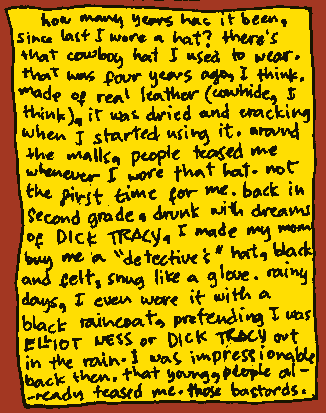 how many years has it been,
since last I wore a hat? there's
that cowboy hat I used to wear.
that was four years ago, I think.
made of real leather (cowhide, I
think), it was dried and cracking
when I started using it. around
the malls, people teased me
whenever I wore that hat. not
the first time for me. back in
second grade, drunk with dreams
of DICK TRACY, I made my mom
buy me a "detective's" hat, black
and felt, snug like a glove. rainy
days, I even wore it with a
black raincoat, pretending I was
ELLIOT NESS or DICK TRACY out
in the rain. I was impressionable
back then. that young, people al-
-ready teased me. those bastards.